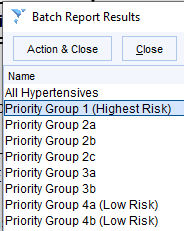 Batch Report Results
Action & Close Close
Name
All Hypertensives
Priority Group 1 (Highest Risk)
Priority Group 2a
Priority Group 2b
Priority Group 2c
Priority Group 3a
Priority Group 3b
Priority Group 4a (Low Risk)
Priority Group 4b (Low Risk)